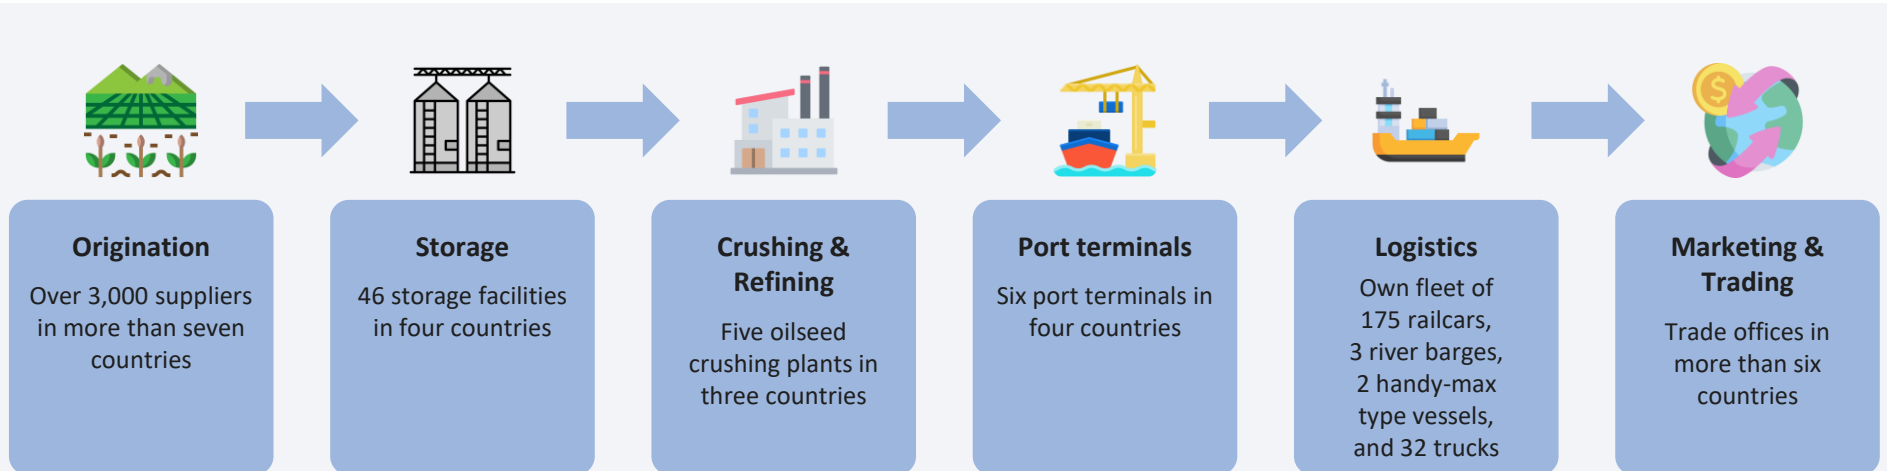 Origination
Over 3,000 suppliers
in more than seven
countries
Storage
46 storage facilities
in four countries
Crushing &
Refining
Five oilseed
crushing plants in
three countries
Port terminals
Six port terminals in
four countries
Logistics
Own fleet of
175 railcars,
3 river barges,
2 handy-max
type vessels,
and 32 trucks
Marketing &
Trading
Trade offices in
more than six
countries